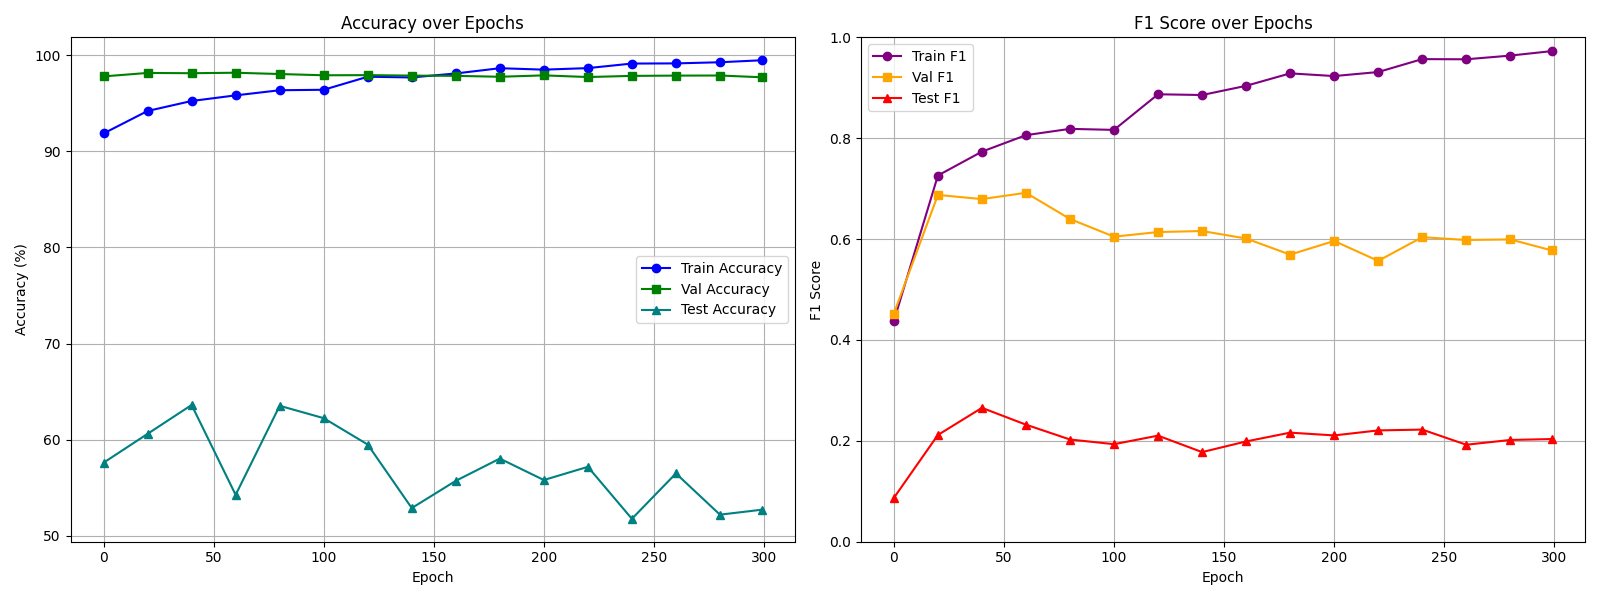 Accuracy over Epochs
100
90
80
70
60
50
Accuracy (%)
Train Accuracy
Val Accuracy
Test Accuracy
0
50
100
150
200
250
300
Epoch
F1 Score over Epochs
1.0
0.8
0.6
0.4
0.2
0.0
F1 Score
Train F1
Val F1
Test F1
0
50
100
150
200
250
300
Epoch